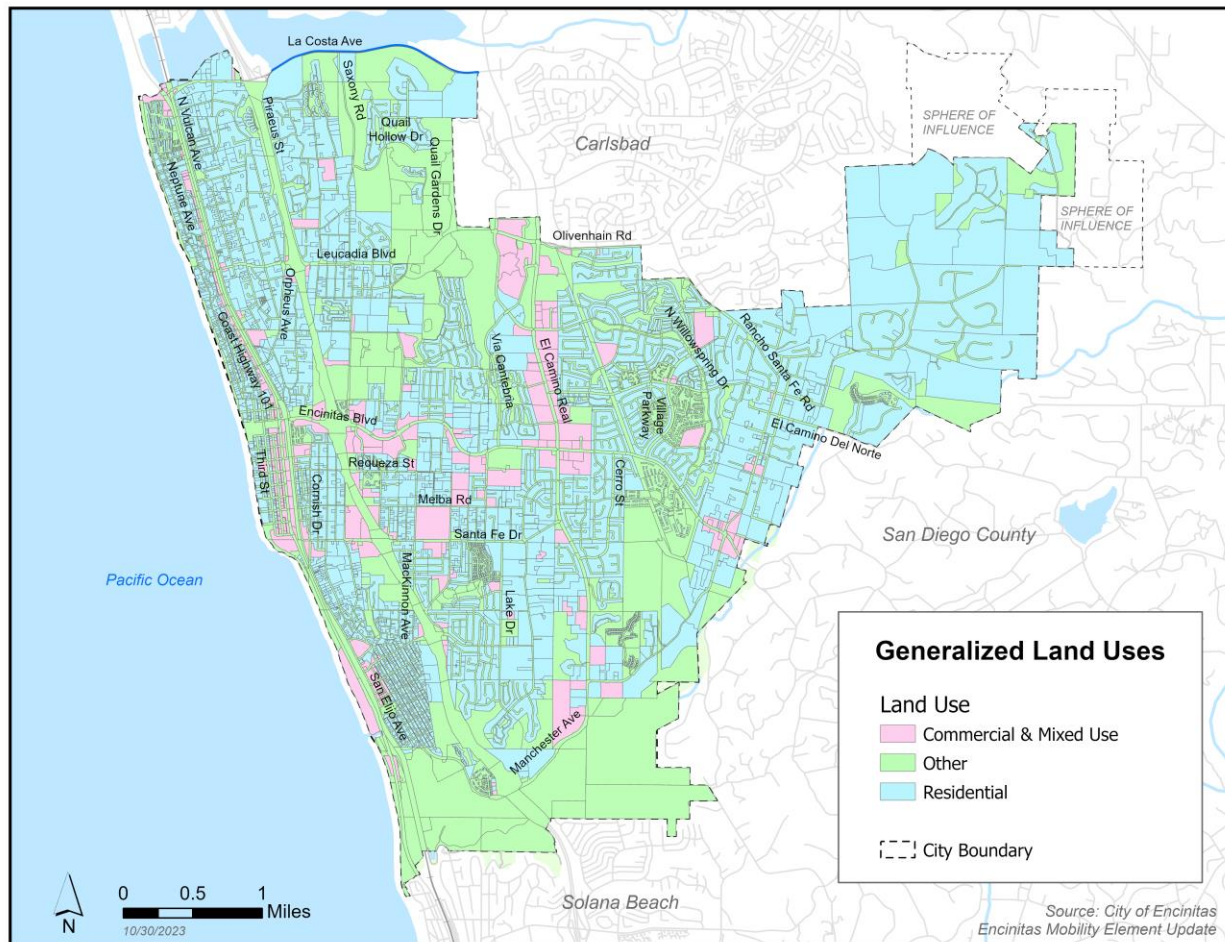 La Costa Ave
Saxony Rd
Piraeus St
N Vulcan Ave
Quail
Hollow Dr
Quail Gardens Dr
Neptune Ave
Carlsbad
SPHERE OF
INFLUENCE
SPHERE OF
INFLUENCE
Olivenhain Rd
Leucadia Blvd
Orpheus Ave
Coast Highway 101
Via Cantebria
El Camino Real
N Willowspring Dr
Rancho Santa Fe Rd
Village
Parkway
Encinitas Blvd
El Camino Del Norte
Third St
Cornish Dr
Requeza St
Cerro St
Melba Rd
Santa Fe Dr
San Diego County
Pacific Ocean
MacKinnon Ave
Lake Dr
San Elijo Ave
Manchester Ave
Solana Beach
Generalized Land Uses
Land Use
Commercial & Mixed Use
Other
Residential
City Boundary
0 0.5 1
Miles
N
10/30/2023
Source: City of Encinitas
Encinitas Mobility Element Update